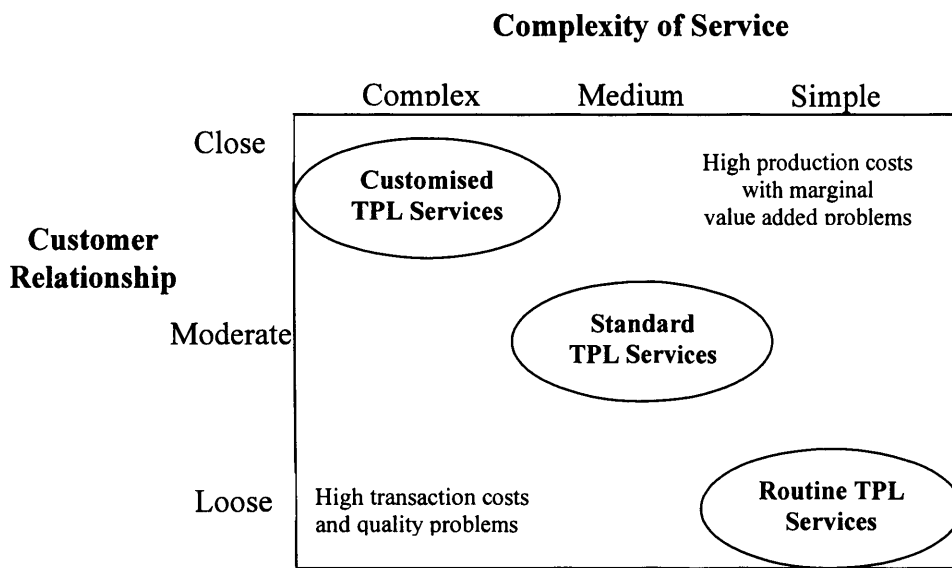 Complexity of Service
Complex Medium Simple
Close
Customised
TPL Services
High production costs
with marginal
value added problems
Customer
Relationship
Moderate
Standard
TPL Services
Loose
High transaction costs
and quality problems
Routine TPL
Services